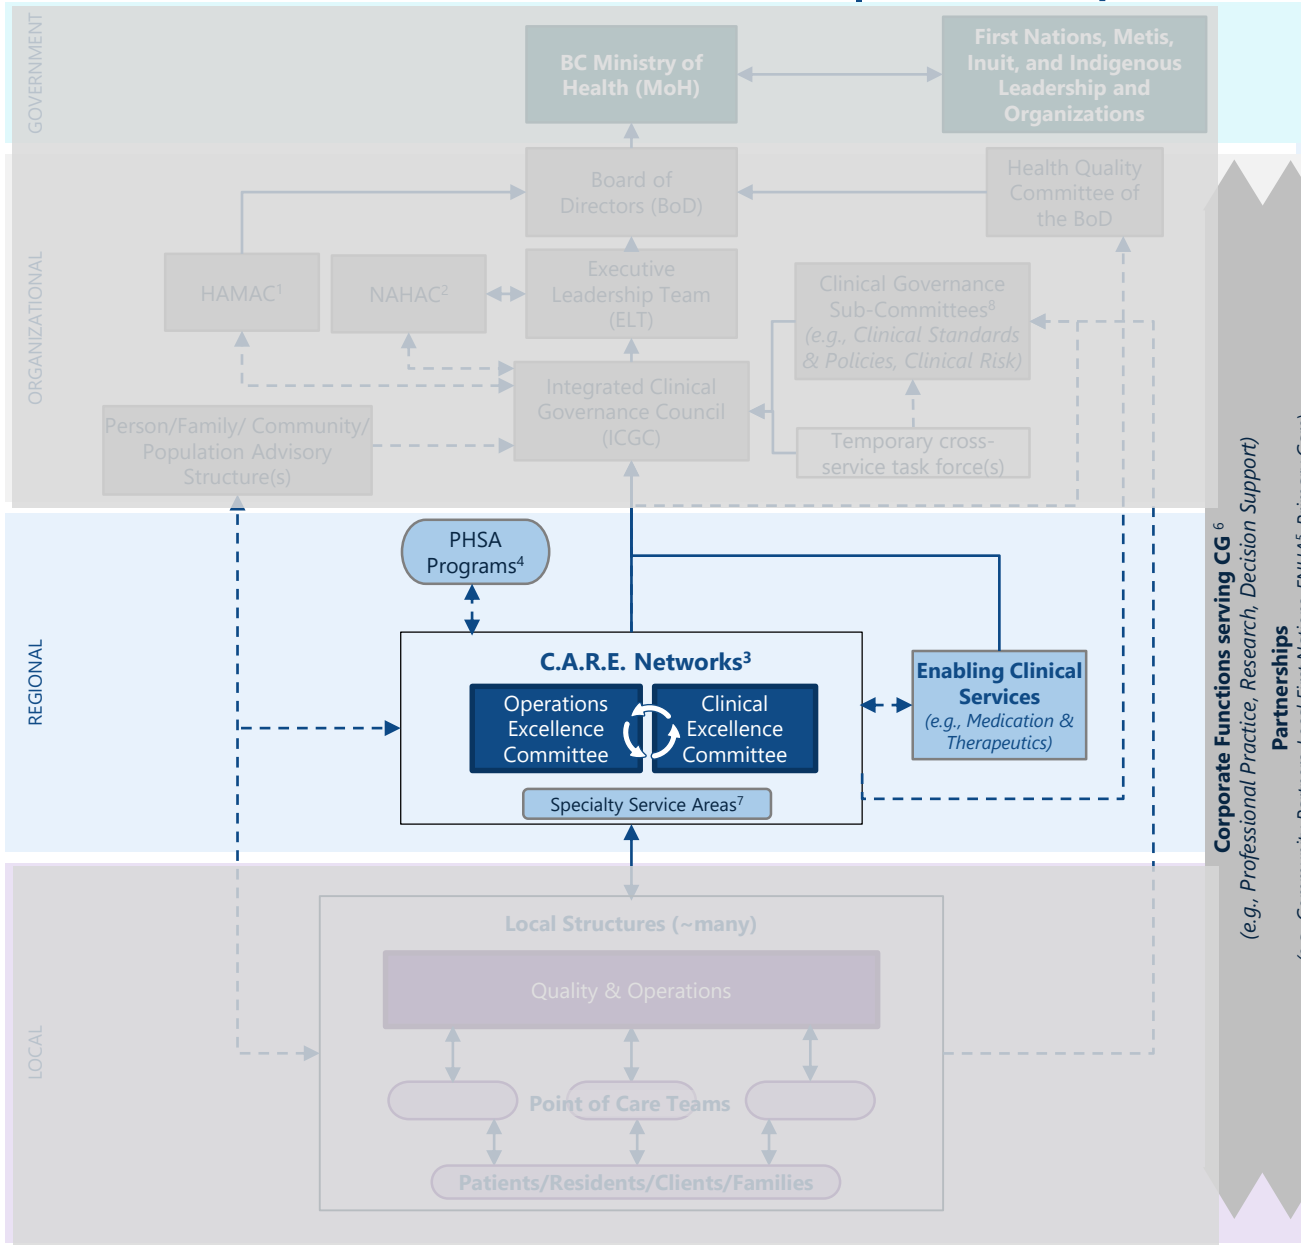 GOVERNMENT
BC Ministry of
Health (MoH)
First Nations, Metis,
Inuit, and Indigenous
Leadership and
Organizations
ORGANIZATIONAL
Board of
Directors (BoD)
Health Quality
Committee of
the BoD
HAMAC¹
NAHAC²
Executive
Leadership Team
(ELT)
Clinical Governance
Sub-Committees⁸
(e.g., Clinical Standards
& Policies, Clinical Risk)
Integrated Clinical
Governance Council
(ICGC)
Person/Family/ Community/
Population Advisory
Structure(s)
Temporary cross-
service task force(s)
REGIONAL
PHSA
Programs⁴
C.A.R.E. Networks³
Operations
Excellence
Committee
Clinical
Excellence
Committee
Specialty Service Areas⁷
Enabling Clinical
Services
(e.g., Medication &
Therapeutics)
LOCAL
Local Structures (~many)
Quality & Operations
Point of Care Teams
Patients/Residents/Clients/Families
Corporate Functions serving CG ⁶
(e.g., Professional Practice, Research, Decision Support)
Partnerships